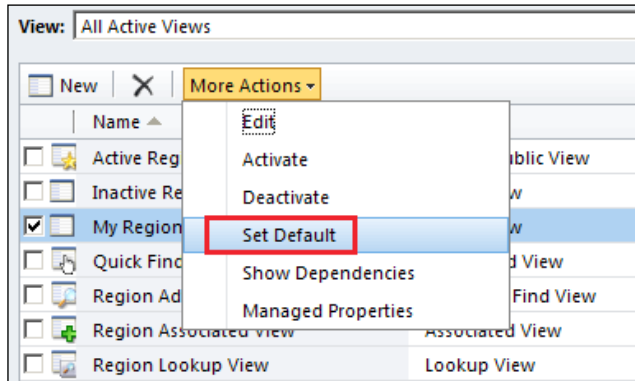 View: All Active Views
New More Actions
Name
Edit
Active Reg
Activate
blic View
Inactive Re
Deactivate
w
My Region
Set Default
w
Quick Find
Show Dependencies
d View
Region Ad
Managed Properties
Find View
Region Associated View Associated View
Region Lookup View Lookup View